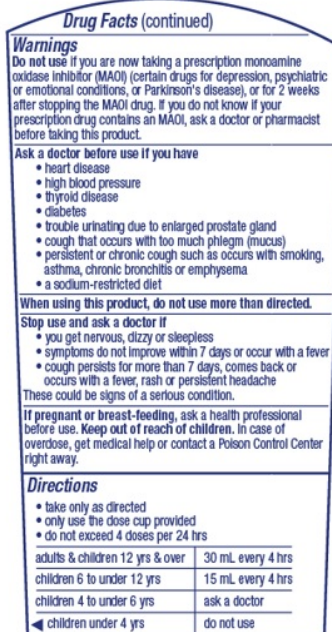 Drug Facts (continued)
Warnings
Do not use if you are now taking a prescription monoamine
oxidase inhibitor (MAOI) (certain drugs for depression, psychiatric
or emotional conditions, or Parkinson's disease), or for 2 weeks
after stopping the MAOI drug. If you do not know if your
prescription drug contains an MAOI, ask a doctor or pharmacist
before taking this product.
Ask a doctor before use if you have
• heart disease
• high blood pressure
• thyroid disease
• diabetes
• trouble urinating due to enlarged prostate gland
• cough that occurs with too much phlegm (mucus)
• persistent or chronic cough such as occurs with smoking,
asthma, chronic bronchitis or emphysema
• a sodium-restricted diet
When using this product, do not use more than directed.
Stop use and ask a doctor if
• you get nervous, dizzy or sleepless
• symptoms do not improve within 7 days or occur with a fever
• cough persists for more than 7 days, comes back or
occurs with a fever, rash or persistent headache
These could be signs of a serious condition.
If pregnant or breast-feeding, ask a health professional
before use. Keep out of reach of children. In case of
overdose, get medical help or contact a Poison Control Center
right away.
Directions
• take only as directed
• only use the dose cup provided
• do not exceed 4 doses per 24 hrs
adults & children 12 yrs & over 30 mL every 4 hrs
children 6 to under 12 yrs 15 mL every 4 hrs
children 4 to under 6 yrs ask a doctor
◀ children under 4 yrs do not use